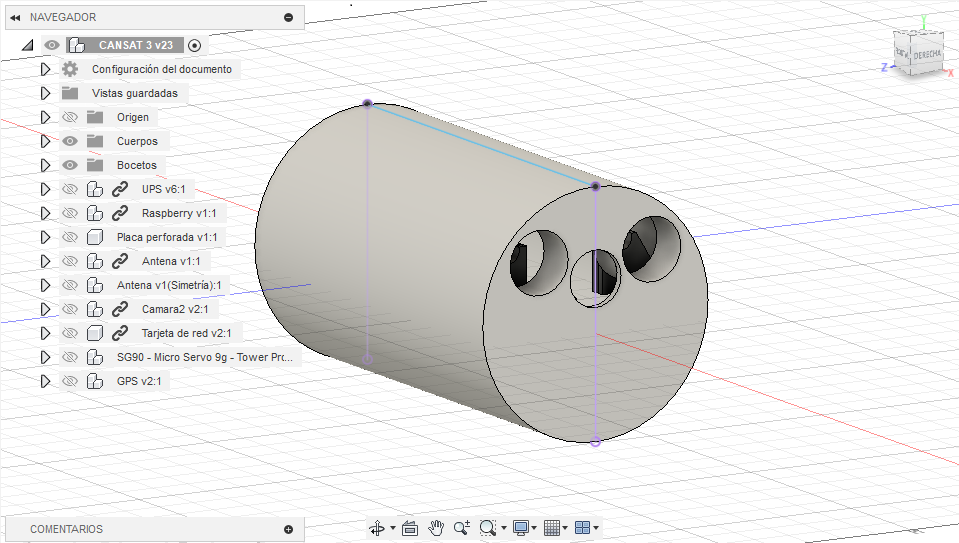 NAVEGADOR
CANSAT 3 v23
Configuración del documento
Vistas guardadas
Origen
Cuerpos
Bocetos
UPS v6:1
Raspberry v1:1
Placa perforada v1:1
Antena v1:1
Antena v1(Simetría):1
Camara2 v2:1
Tarjeta de red v2:1
SG90 - Micro Servo 9g - Tower Pro...
GPS v2:1
Y
DERECHA
Z
X
COMENTARIOS